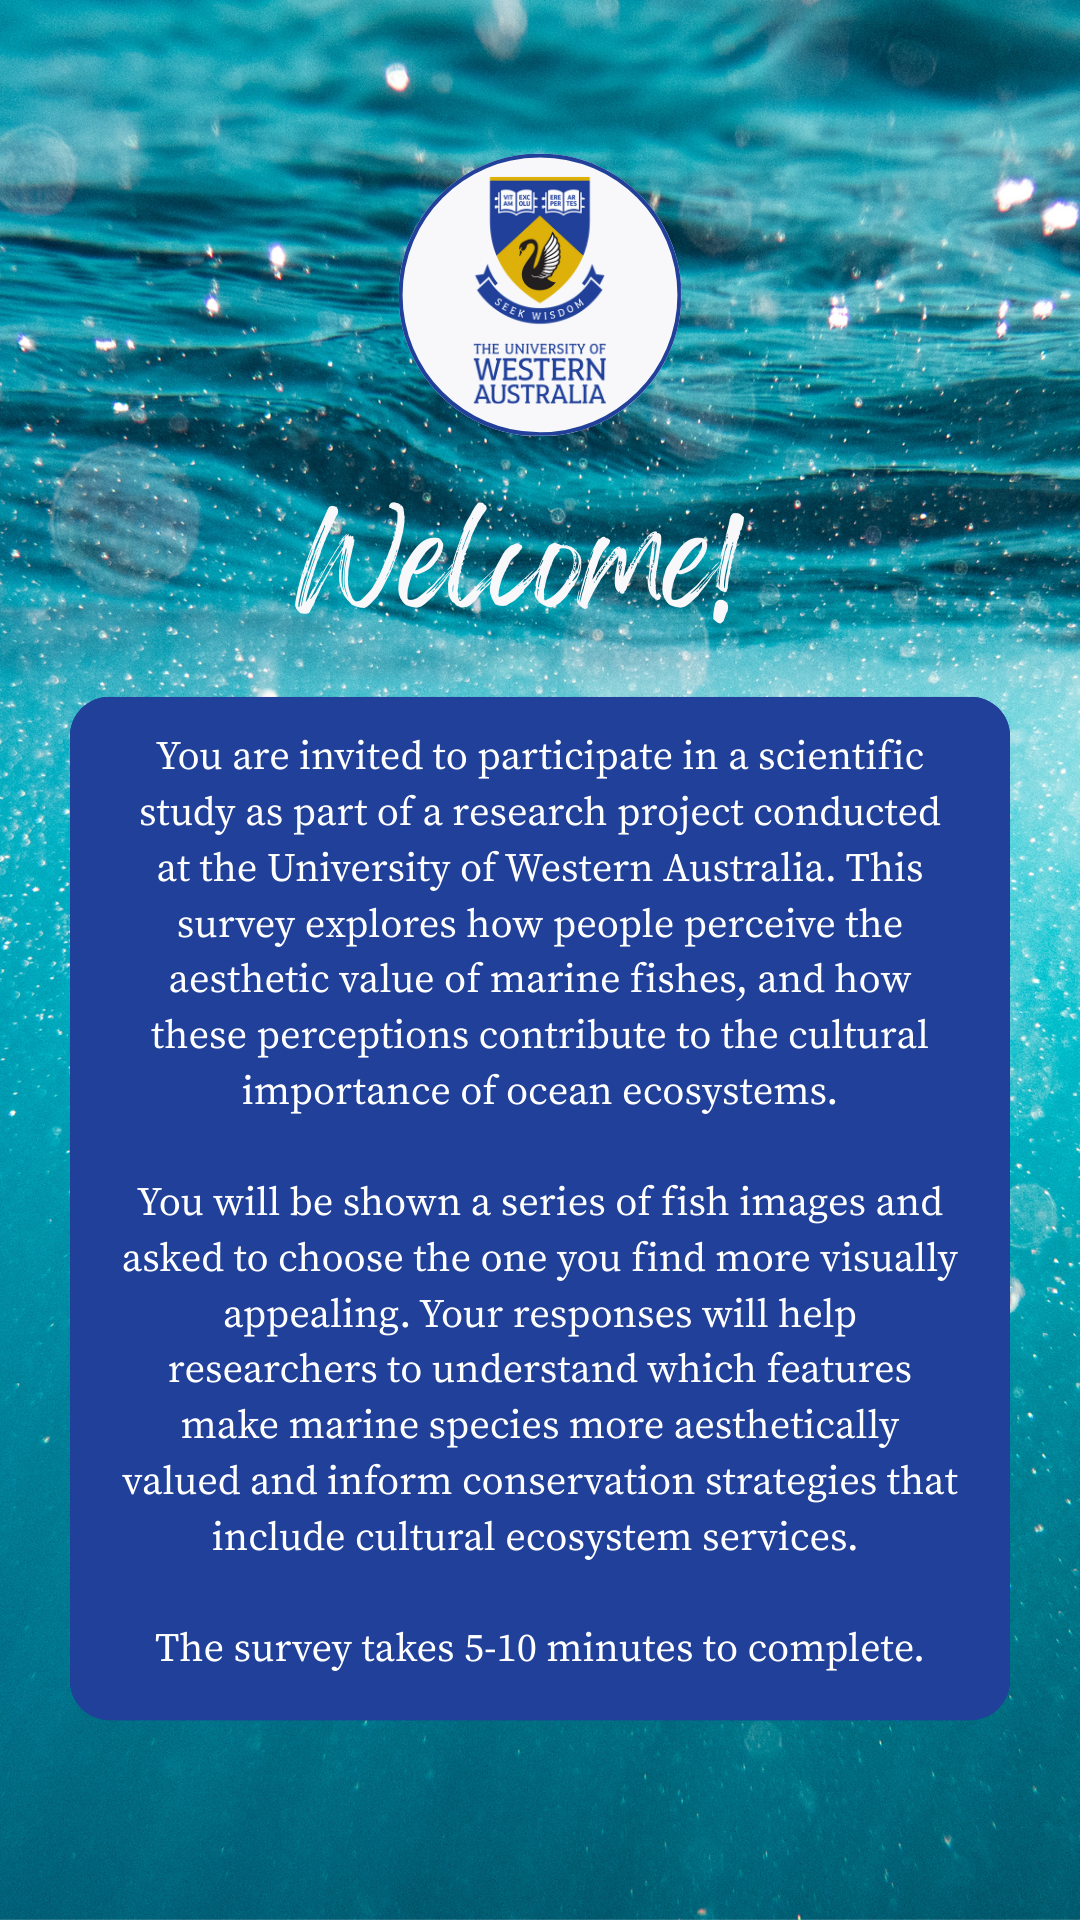 VIT EXC ERE AR
AM OLU PER TES
SEEK WISDOM
THE UNIVERSITY OF
WESTERN
AUSTRALIA
Welcome!
You are invited to participate in a scientific
study as part of a research project conducted
at the University of Western Australia. This
survey explores how people perceive the
aesthetic value of marine fishes, and how
these perceptions contribute to the cultural
importance of ocean ecosystems.
You will be shown a series of fish images and
asked to choose the one you find more visually
appealing. Your responses will help
researchers to understand which features
make marine species more aesthetically
valued and inform conservation strategies that
include cultural ecosystem services.
The survey takes 5-10 minutes to complete.